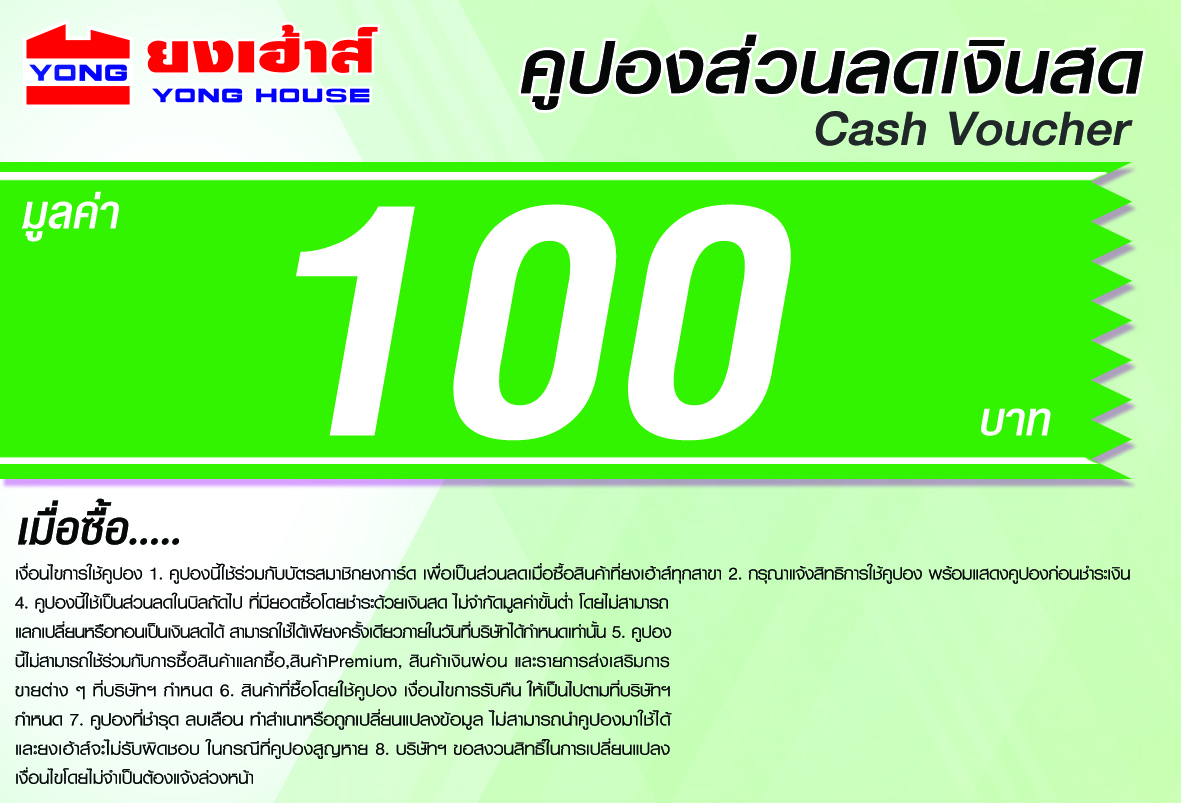 YONG
ยงเฮ้าส์
YONG HOUSE
คูปองส่วนลดเงินสด
Cash Voucher
มูลค่า
100
บาท
เมื่อซื้อ.....
เงื่อนไขการใช้คูปอง 1. คูปองนี้ใช้ร่วมกับบัตรสมาชิกยงการ์ด เพื่อเป็นส่วนลดเมื่อซื้อสินค้าที่ยงเฮ้าส์ทุกสาขา 2. กรุณาแจ้งสิทธิการใช้คูปอง พร้อมแสดงคูปองก่อนชำระเงิน
4. คูปองนี้ใช้เป็นส่วนลดในบิลถัดไป ที่มียอดซื้อโดยชำระด้วยเงินสด ไม่จำกัดมูลค่าขั้นต่ำ โดยไม่สามารถ
แลกเปลี่ยนหรือทอนเป็นเงินสดได้ สามารถใช้ได้เพียงครั้งเดียวภายในวันที่บริษัทได้กำหนดเท่านั้น 5. คูปอง
นี้ไม่สามารถใช้ร่วมกับการซื้อสินค้าแลกซื้อ,สินค้าPremium, สินค้าเงินผ่อน และรายการส่งเสริมการ
ขายต่าง ๆ ที่บริษัทฯ กำหนด 6. สินค้าที่ซื้อโดยใช้คูปอง เงื่อนไขการรับคืน ให้เป็นไปตามที่บริษัทฯ
กำหนด 7. คูปองที่ชำรุด ลบเลือน ทำสำเนาหรือถูกเปลี่ยนแปลงข้อมูล ไม่สามารถนำคูปองมาใช้ได้
และยงเฮ้าส์จะไม่รับผิดชอบ ในกรณีที่คูปองสูญหาย 8. บริษัทฯ ขอสงวนสิทธิ์ในการเปลี่ยนแปลง
เงื่อนไขโดยไม่จำเป็นต้องแจ้งล่วงหน้า